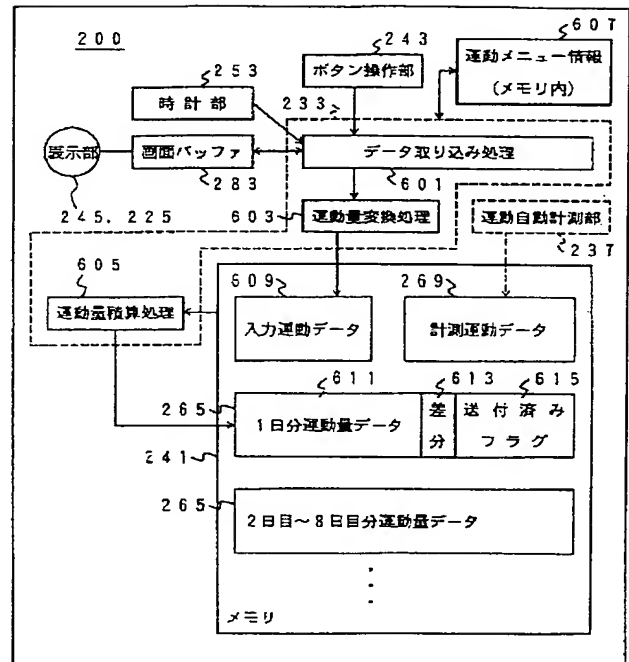 200
607
243
運動メニュー情報
(メモリ内)
253
ボタン操作部
時計部
233
表示部
画面バッファ
データ取り込み処理
245, 225
283
601
603
運動量変換処理
運動自動計測部
237
605
609
269
運動量積算処理
入力運動データ
計測運動データ
611
613
615
265
1日分運動量データ
差分
送付済み
フラグ
241
265
2日目～8日目分運動量データ
メモリ